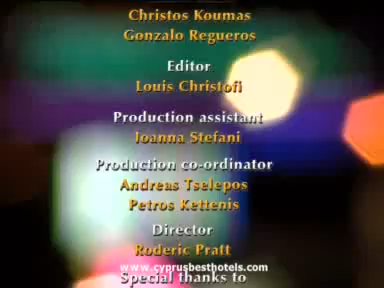 Christos Koumas
Gonzalo Regueros
Editor
Louis Christofi
Production assistant
Ioanna Stefani
Production co-ordinator
Andreas Tselepos
Petros Kettenis
Director
Roderic Pratt
www.cyprusbesthotels.com
Special thanks to